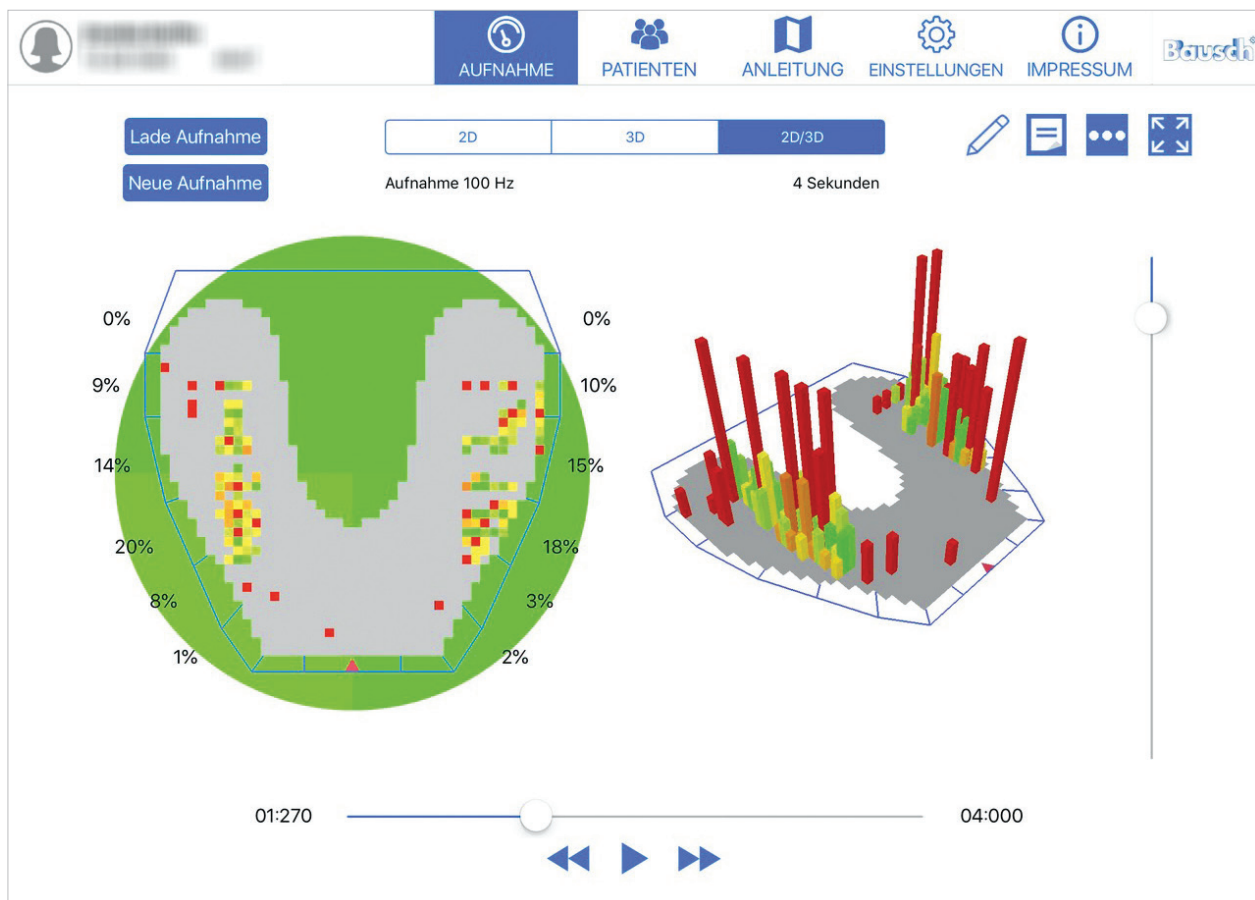 AUFNAHME
PATIENTEN
ANLEITUNG
EINSTELLUNGEN
IMPRESSUM
Bausch
Lade Aufnahme
2D
3D
2D/3D
Neue Aufnahme
Aufnahme 100 Hz
4 Sekunden
0%
0%
9%
10%
14%
15%
20%
18%
8%
3%
1%
2%
01:270
04:000